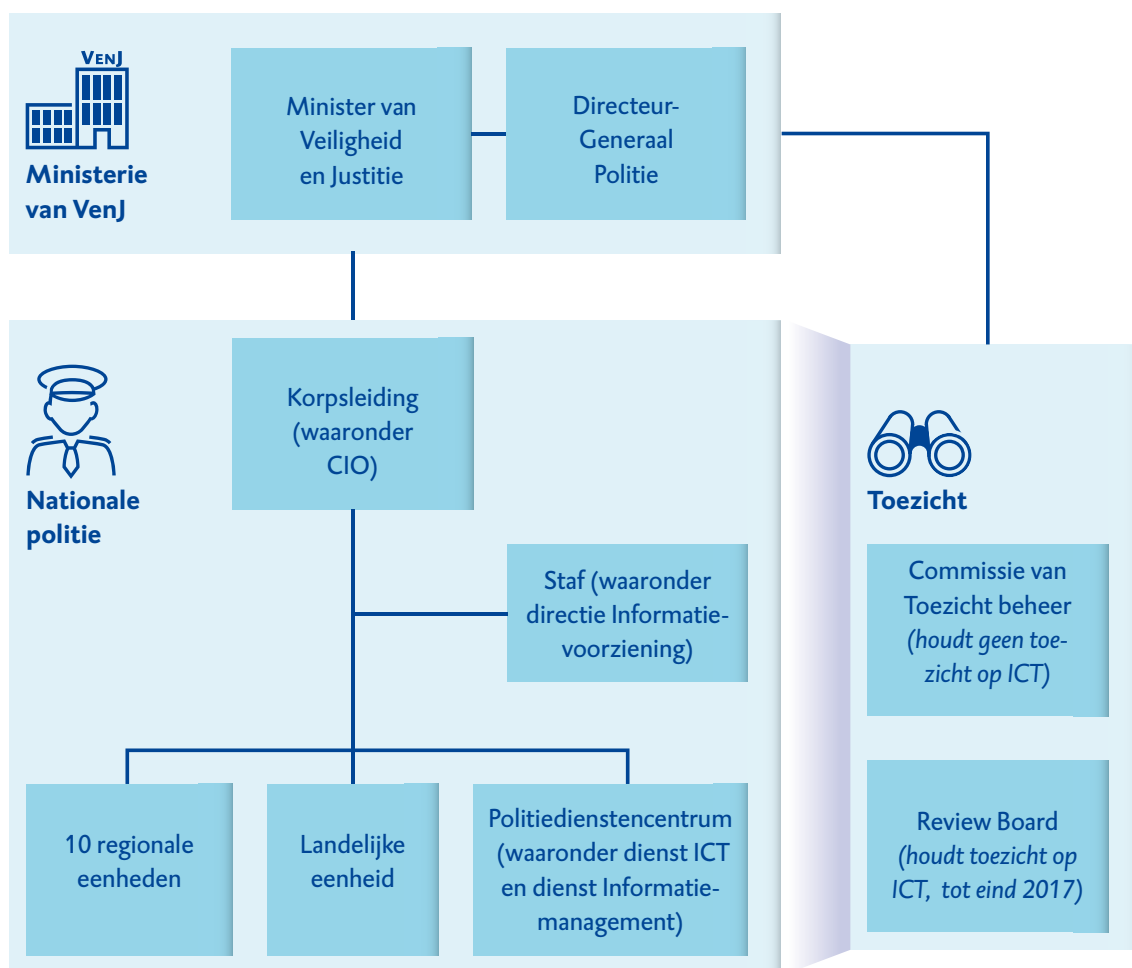 VENJ
Ministerie
van VenJ
Minister van
Veiligheid
en Justitie
Directeur-
Generaal
Politie
Nationale
politie
Korpsleiding
(waaronder
CIO)
Staf (waaronder
directie Informatie-
voorziening)
10 regionale
eenheden
Landelijke
eenheid
Politiedienstencentrum
(waaronder dienst ICT
en dienst Informatie-
management)
Toezicht
Commissie van
Toezicht beheer
(houdt geen toe-
zicht op ICT)
Review Board
(houdt toezicht op
ICT, tot eind 2017)